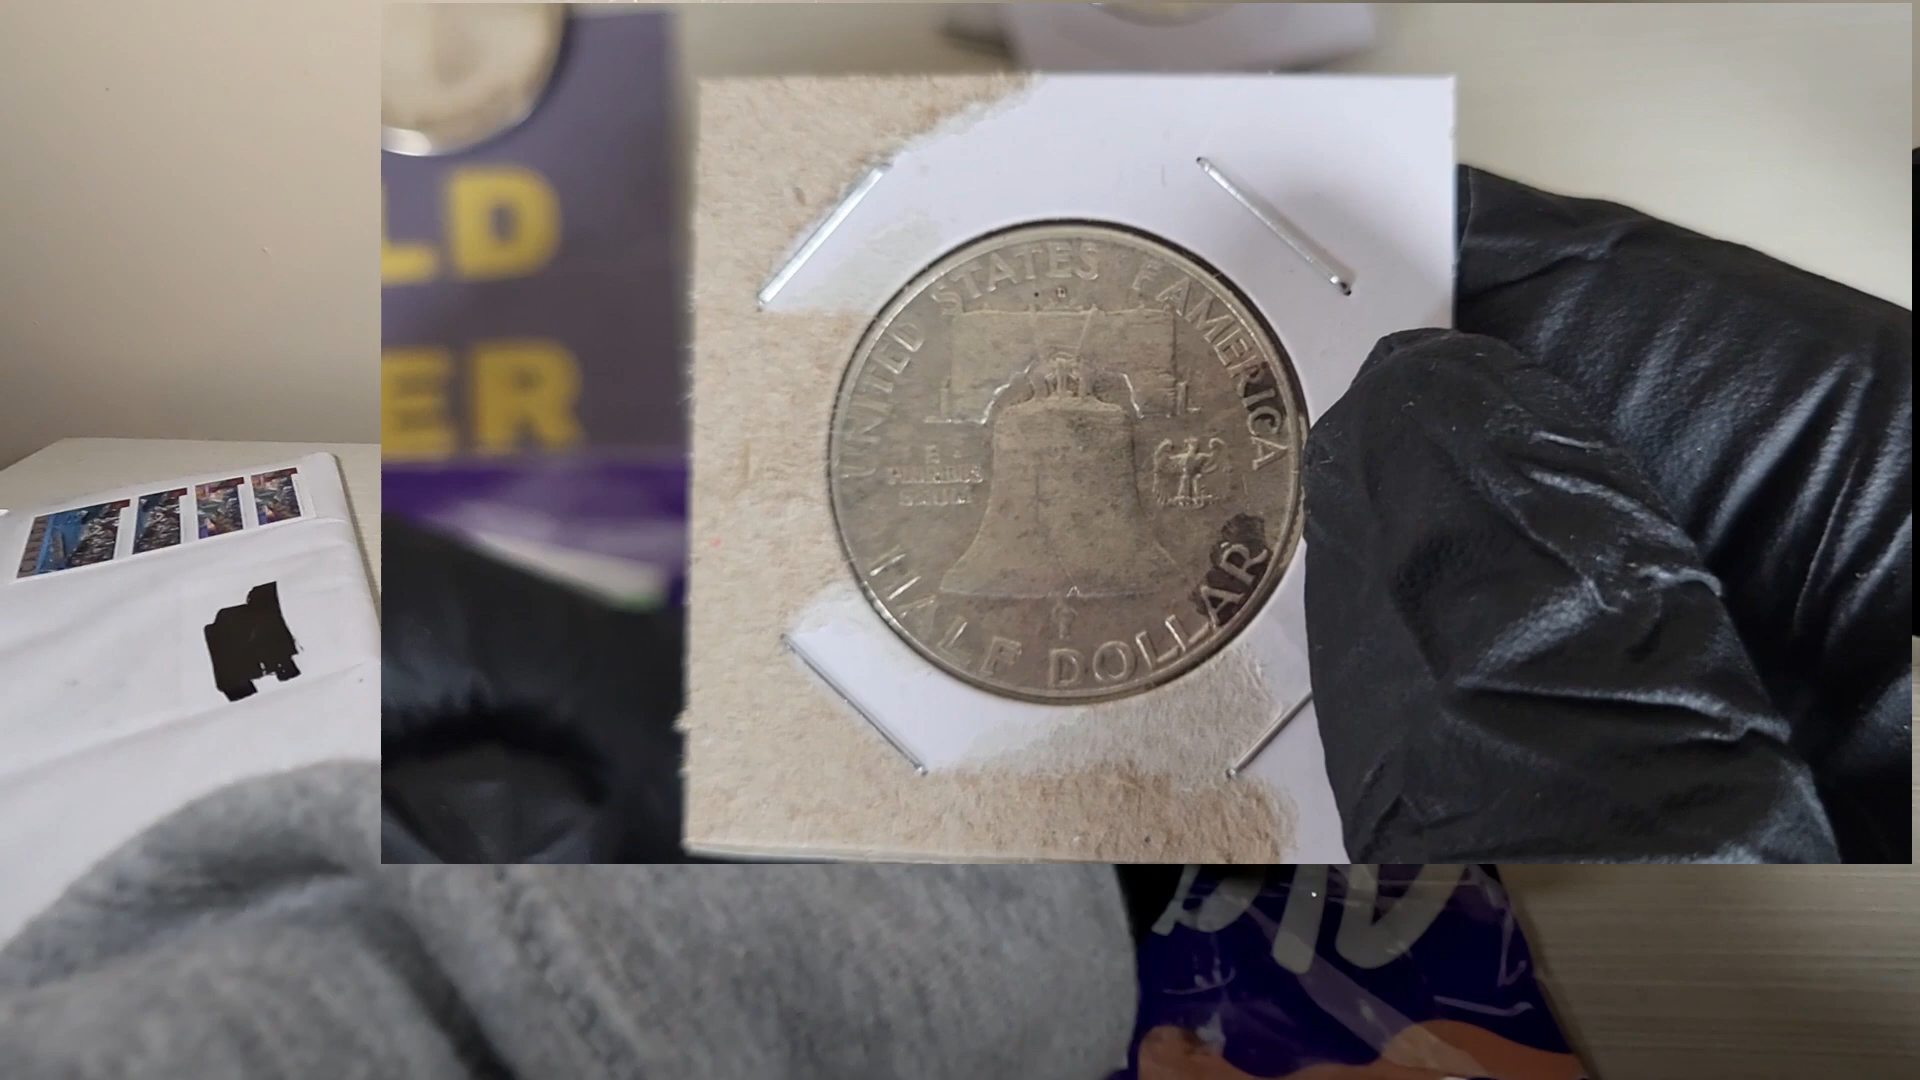 LD
ER
UNITED STATES OF AMERICA
E
PLURIBUS
UNUM
HALF DOLLAR